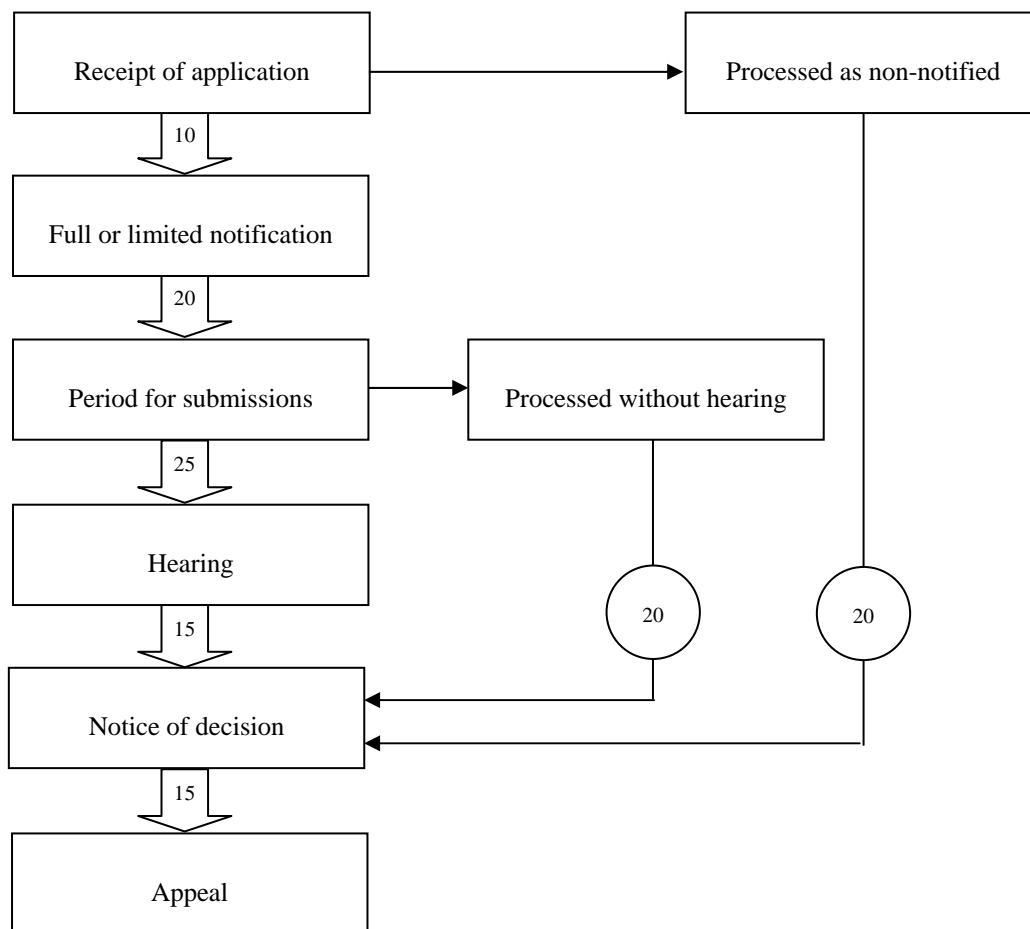 Receipt of application
Processed as non-notified
10
Full or limited notification
20
Period for submissions
Processed without hearing
25
Hearing
15
20
20
Notice of decision
15
Appeal